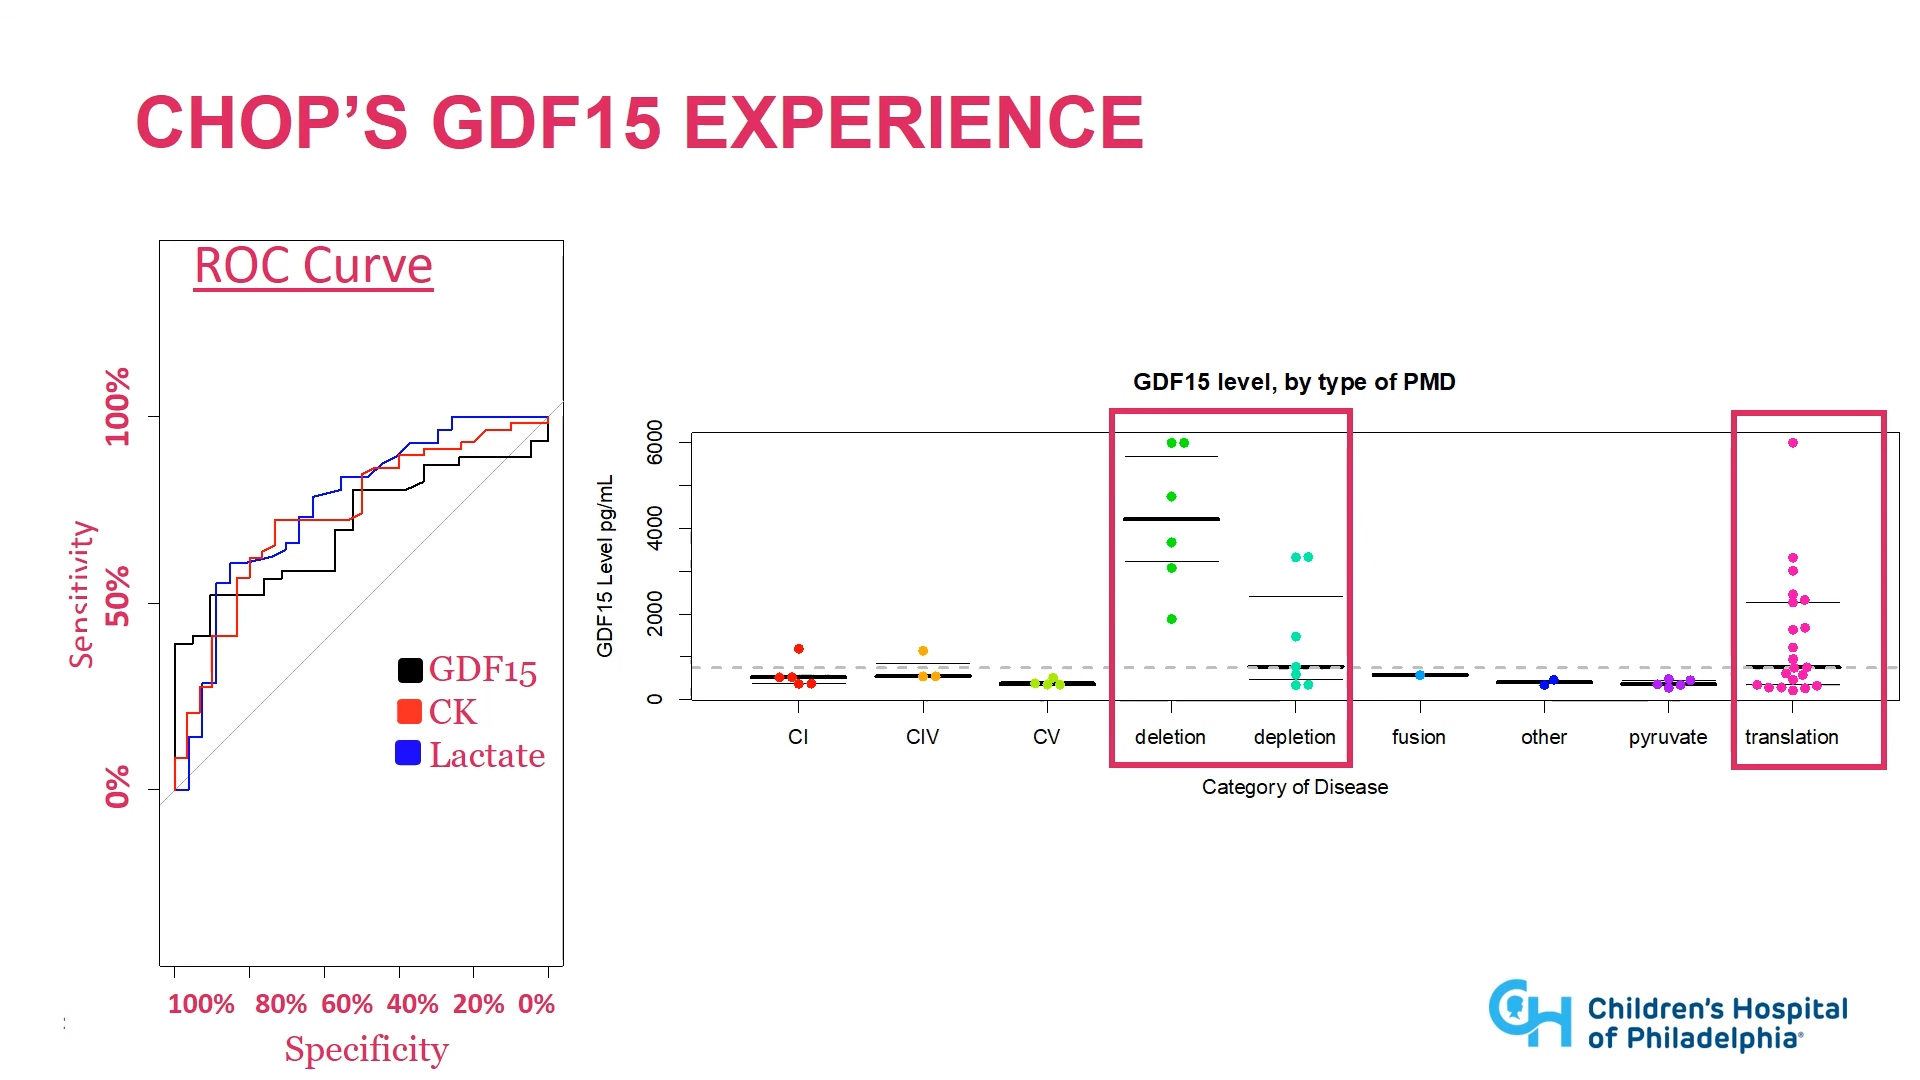 CHOP’S GDF15 EXPERIENCE
ROC Curve
Sensitivity
100%
50%
0%
GDF15
CK
Lactate
100% 80% 60% 40% 20% 0%
Specificity
GDF15 level, by type of PMD
GDF15 Level pg/mL
6000
4000
2000
0
CI CIV CV deletion depletion fusion other pyruvate translation
Category of Disease
Children’s Hospital
of Philadelphia®